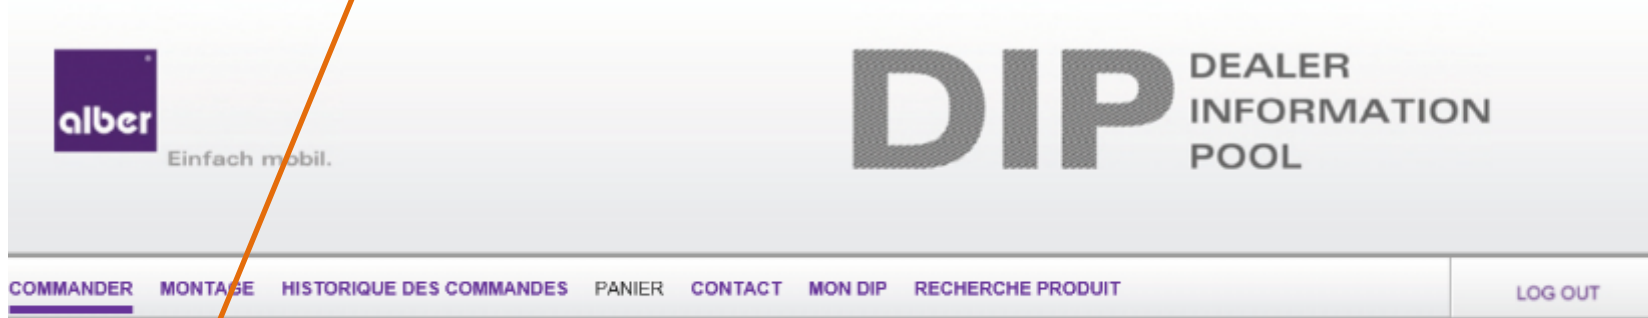 alber
Einfach mobil.
DIP
DEALER
INFORMATION
POOL
COMMANDER MONTAGE HISTORIQUE DES COMMANDES PANIER CONTACT MON DIP RECHERCHE PRODUIT LOG OUT